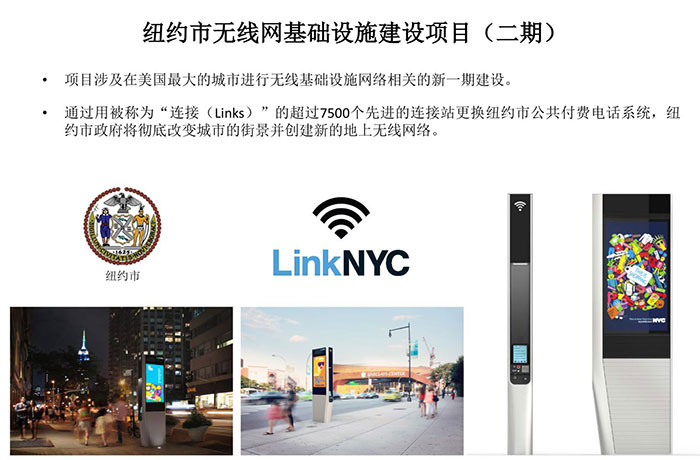 纽约市无线网基础设施建设项目（二期）
• 项目涉及在美国最大的城市进行无线基础设施网络相关的新一期建设。
• 通过用被称为“连接（Links）”的超过7500个先进的连接站更换纽约市公共付费电话系统，纽
约市政府将彻底改变城市的街景并创建新的地上无线网络。
1625
纽约市
LinkNYC
BARCLAYS CENTER
NYC